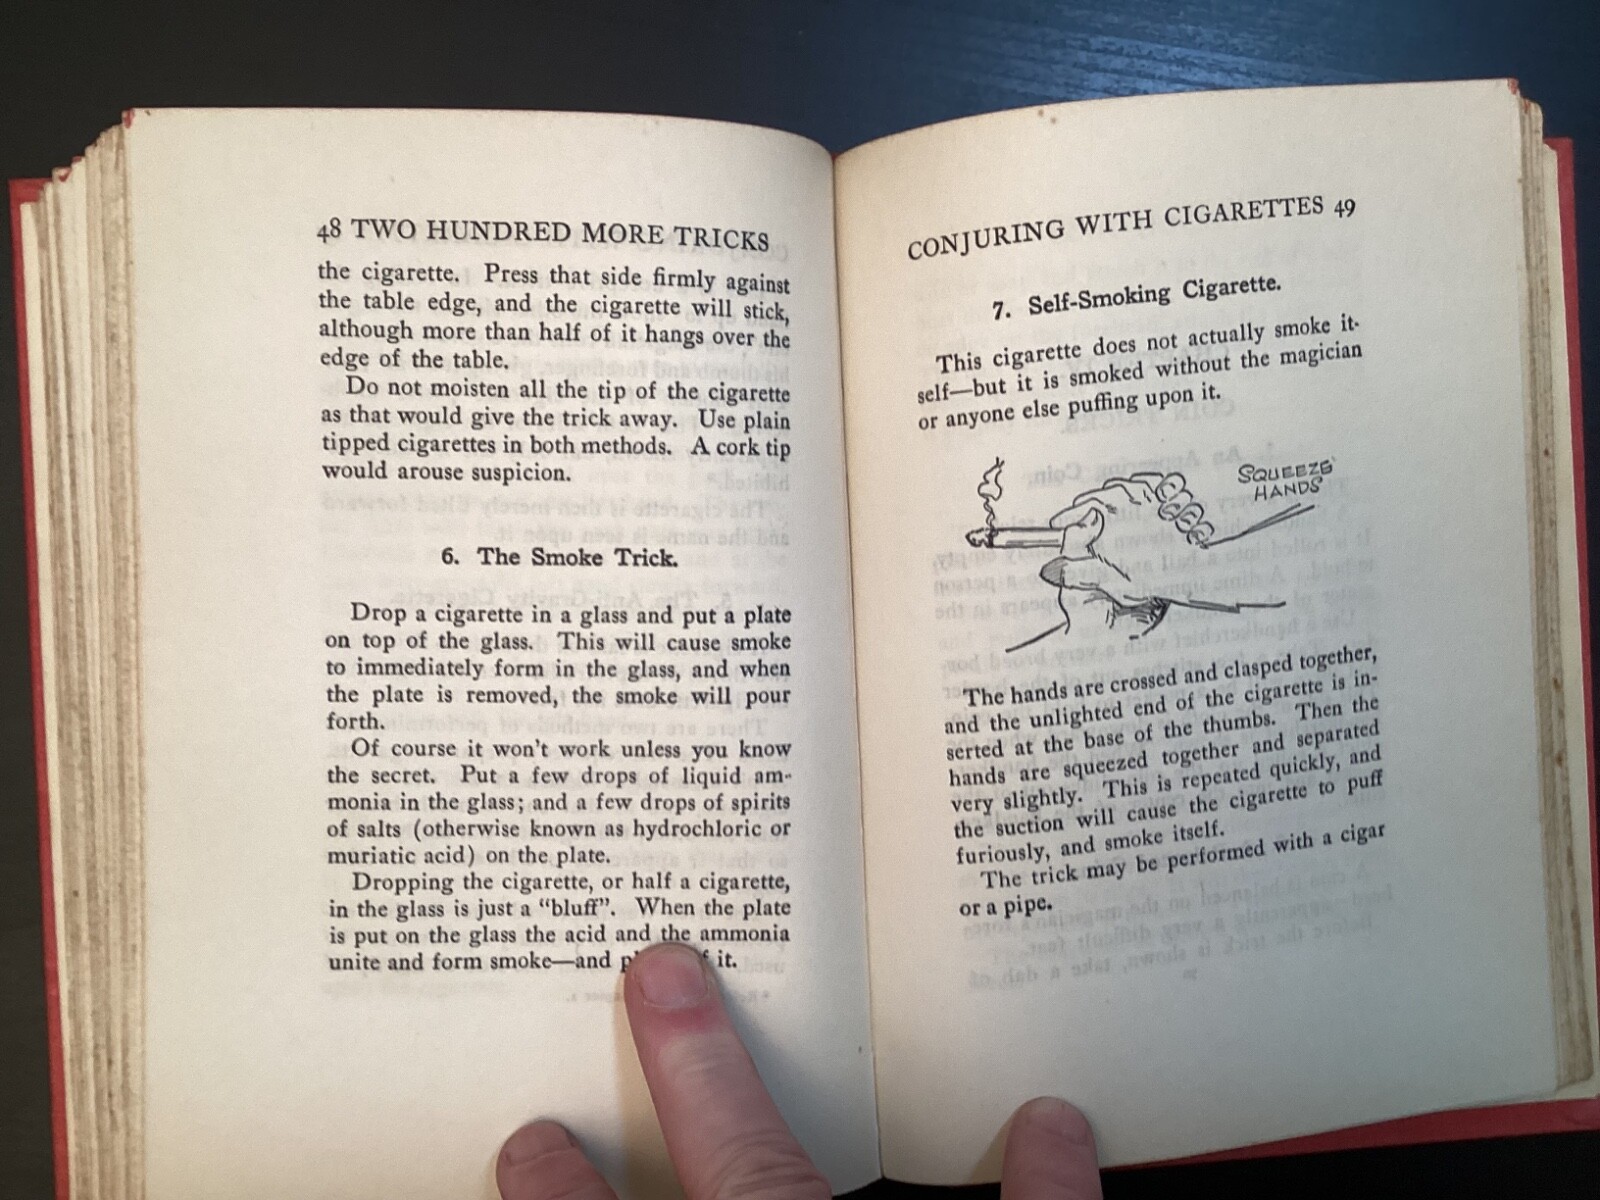 48 TWO HUNDRED MORE TRICKS
the cigarette. Press that side firmly against
the table edge, and the cigarette will stick,
although more than half of it hangs over the
edge of the table.
Do not moisten all the tip of the cigarette
as that would give the trick away. Use plain
tipped cigarettes in both methods. A cork tip
would arouse suspicion.
6. The Smoke Trick.
Drop a cigarette in a glass and put a plate
on top of the glass. This will cause smoke
to immediately form in the glass, and when
the plate is removed, the smoke will pour
forth.
Of course it won't work unless you know
the secret. Put a few drops of liquid am-
monia in the glass; and a few drops of spirits
of salts (otherwise known as hydrochloric or
muriatic acid) on the plate.
Dropping the cigarette, or half a cigarette,
in the glass is just a “bluff”. When the plate
is put on the glass the acid and the ammonia
unite and form smoke—and it.
CONJURING WITH CIGARETTES 49
7. Self-Smoking Cigarette.
This cigarette does not actually smoke it-
self—but it is smoked without the magician
or anyone else puffing upon it.
SQUEEZE
HANDS
The hands are crossed and clasped together,
and the unlighted end of the cigarette is in-
serted at the base of the thumbs. Then the
hands are squeezed together and separated
very slightly. This is repeated quickly, and
the suction will cause the cigarette to puff
furiously, and smoke itself.
The trick may be performed with a cigar
or a pipe.